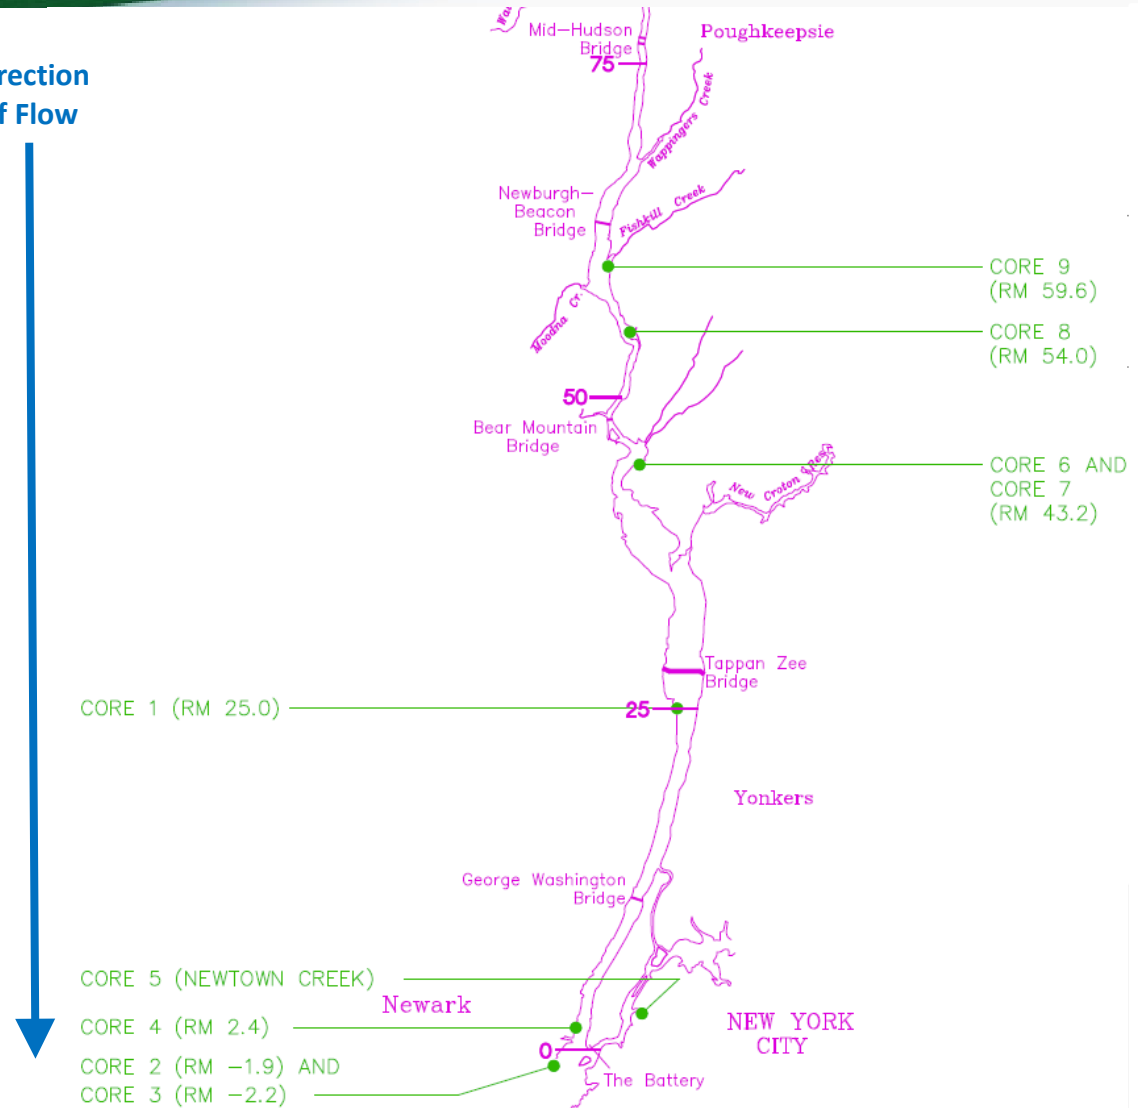 Mid-Hudson
Bridge
Poughkeepsie
75
rection
f Flow
Wappingers Creek
Newburgh-
Beacon
Bridge
Fishkill Creek
CORE 9
(RM 59.6)
Moodna Cr.
CORE 8
(RM 54.0)
50
Bear Mountain
Bridge
CORE 6 AND
CORE 7
(RM 43.2)
New Croton Res.
Tappan Zee
Bridge
CORE 1 (RM 25.0)
25
Yonkers
George Washington
Bridge
CORE 5 (NEWTOWN CREEK)
Newark
CORE 4 (RM 2.4)
NEW YORK
CITY
0
CORE 2 (RM -1.9) AND
CORE 3 (RM -2.2)
The Battery